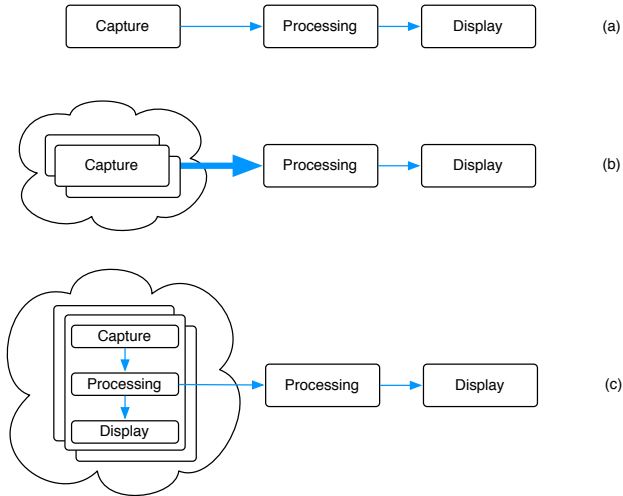 Capture Processing Display (a)
Capture Processing Display (b)
Capture
Processing Processing Display (c)
Display